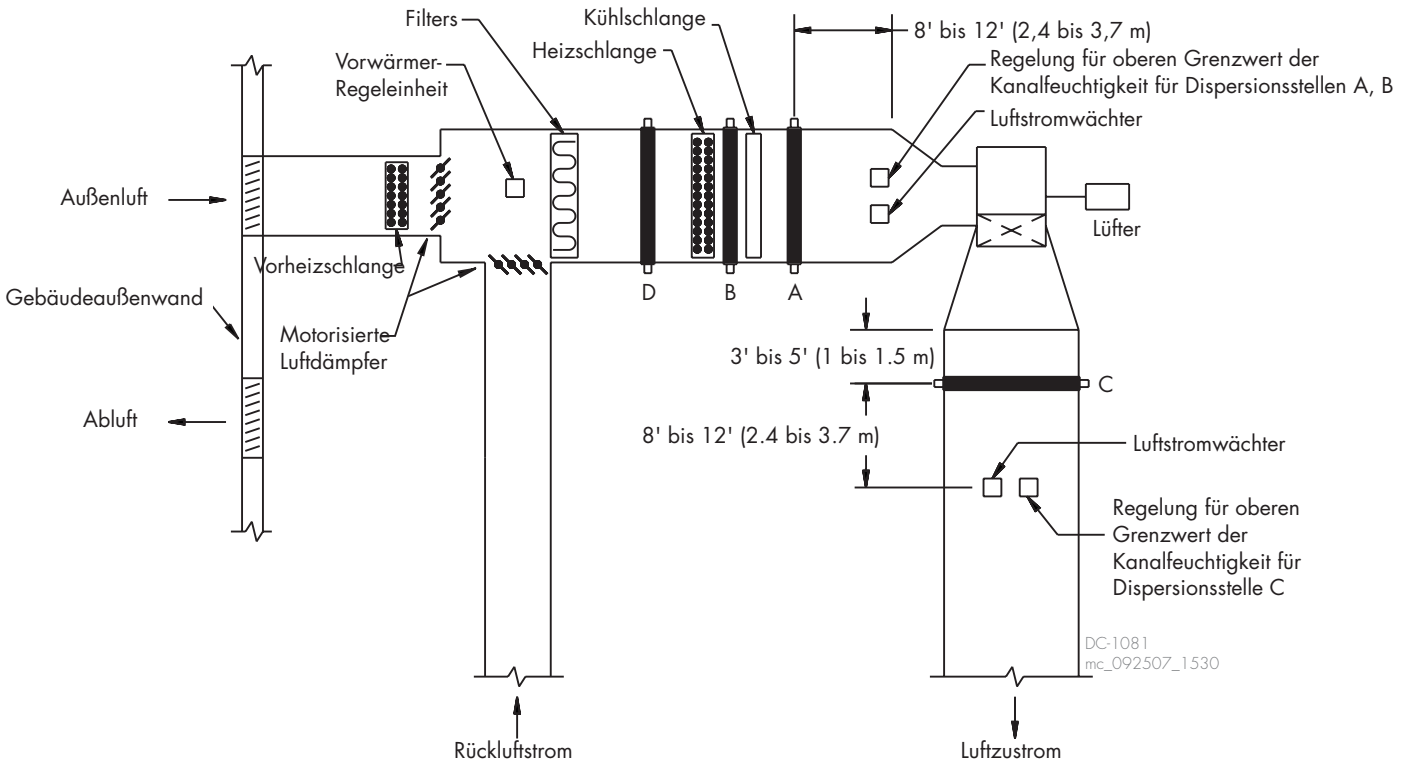 Filters
Kühlschlange
Heizschlange
8' bis 12' (2,4 bis 3,7 m)
Vorwärmer-
Regeleinheit
Regelung für oberen Grenzwert der
Kanalfeuchtigkeit für Dispersionsstellen A, B
Luftstromwächter
Außenluft
Lüfter
Vorheizschlange
Gebäudeaußenwand
D
B
A
Motorisierte
Luftdämpfer
3' bis 5' (1 bis 1.5 m)
C
Abluft
8' bis 12' (2.4 bis 3.7 m)
Luftstromwächter
Regelung für oberen
Grenzwert der
Kanalfeuchtigkeit für
Dispersionsstelle C
DC-1081
mc_092507_1530
Rückluftstrom
Luftzustrom